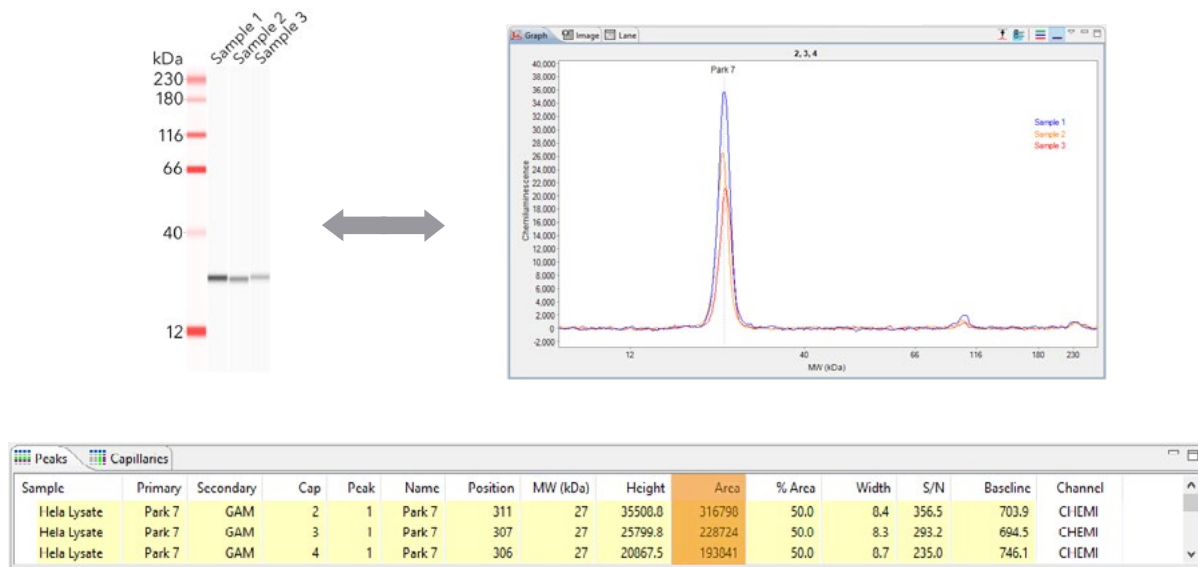 Sample 1
Sample 2
Sample 3
kDa
230
180
116
66
40
12
Graph Image Lane
2, 3, 4
Park 7
40,000
38,000
36,000
34,000
32,000
30,000
28,000
26,000
24,000
22,000
20,000
18,000
16,000
14,000
12,000
10,000
8,000
6,000
4,000
2,000
0
-2,000
Chemiluminescence
Sample 1
Sample 2
Sample 3
12 40 66 116 180 230
MW (kDa)
Peaks Capillaries
Sample Primary Secondary Cap Peak Name Position MW (kDa) Height Area % Area Width S/N Baseline Channel
Hela Lysate Park 7 GAM 2 1 Park 7 311 27 35508.8 316798 50.0 8.4 356.5 703.9 CHEMI
Hela Lysate Park 7 GAM 3 1 Park 7 307 27 25799.8 228724 50.0 8.3 293.2 694.5 CHEMI
Hela Lysate Park 7 GAM 4 1 Park 7 306 27 20867.5 193841 50.0 8.7 235.0 746.1 CHEMI